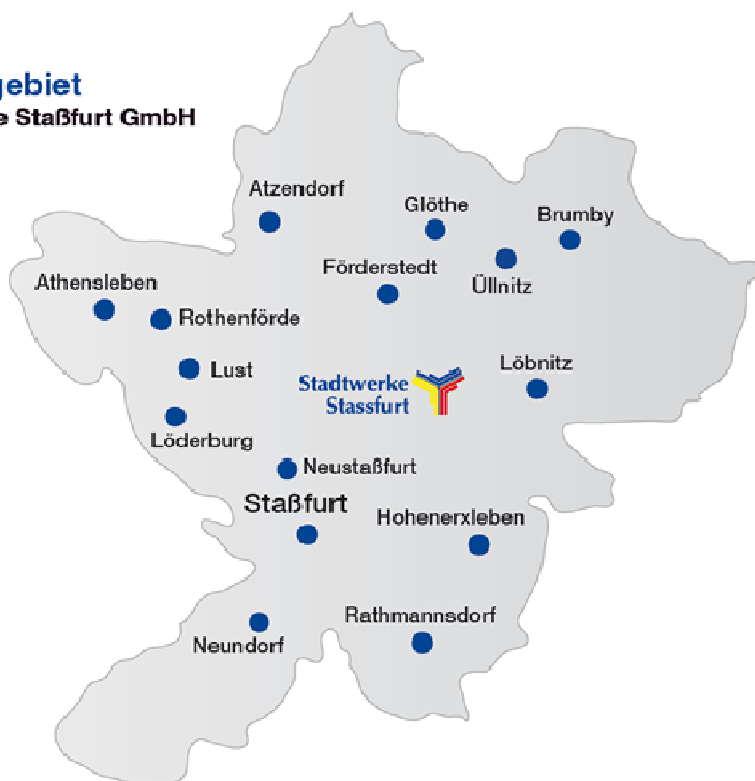 gebiet
e Staßfurt GmbH
Atzendorf
Glöthe
Brumby
Förderstedt
Üllnitz
Athensleben
Rothenförde
Lust
Löbnitz
Stadtwerke
Stassfurt
Löderburg
Neustaßfurt
Staßfurt
Hohenerxleben
Rathmannsdorf
Neundorf